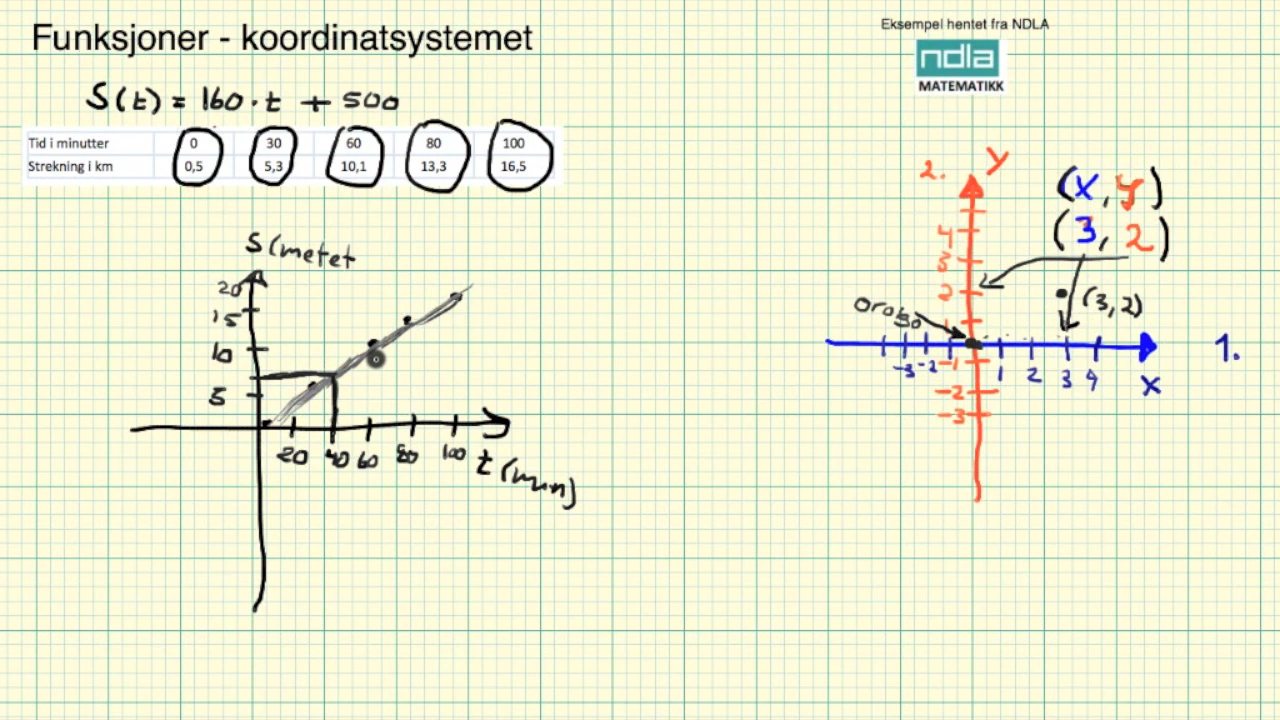 Funksjoner - koordinatsystemet
Eksempel hentet fra NDLA
ndla
MATEMATIKK
S(t) = 160 · t + 500
Tid i minutter 0 30 60 80 100
Strekning i km 0,5 5,3 10,1 13,3 16,5
S(metet
20
15
10
5
20 40 60 80 100 t (min)
2. y
(x, y)
(3, 2)
4
3
2
1
(3,2)
1.
-3 -2 1 2 3 4 x
-1
-2
-3